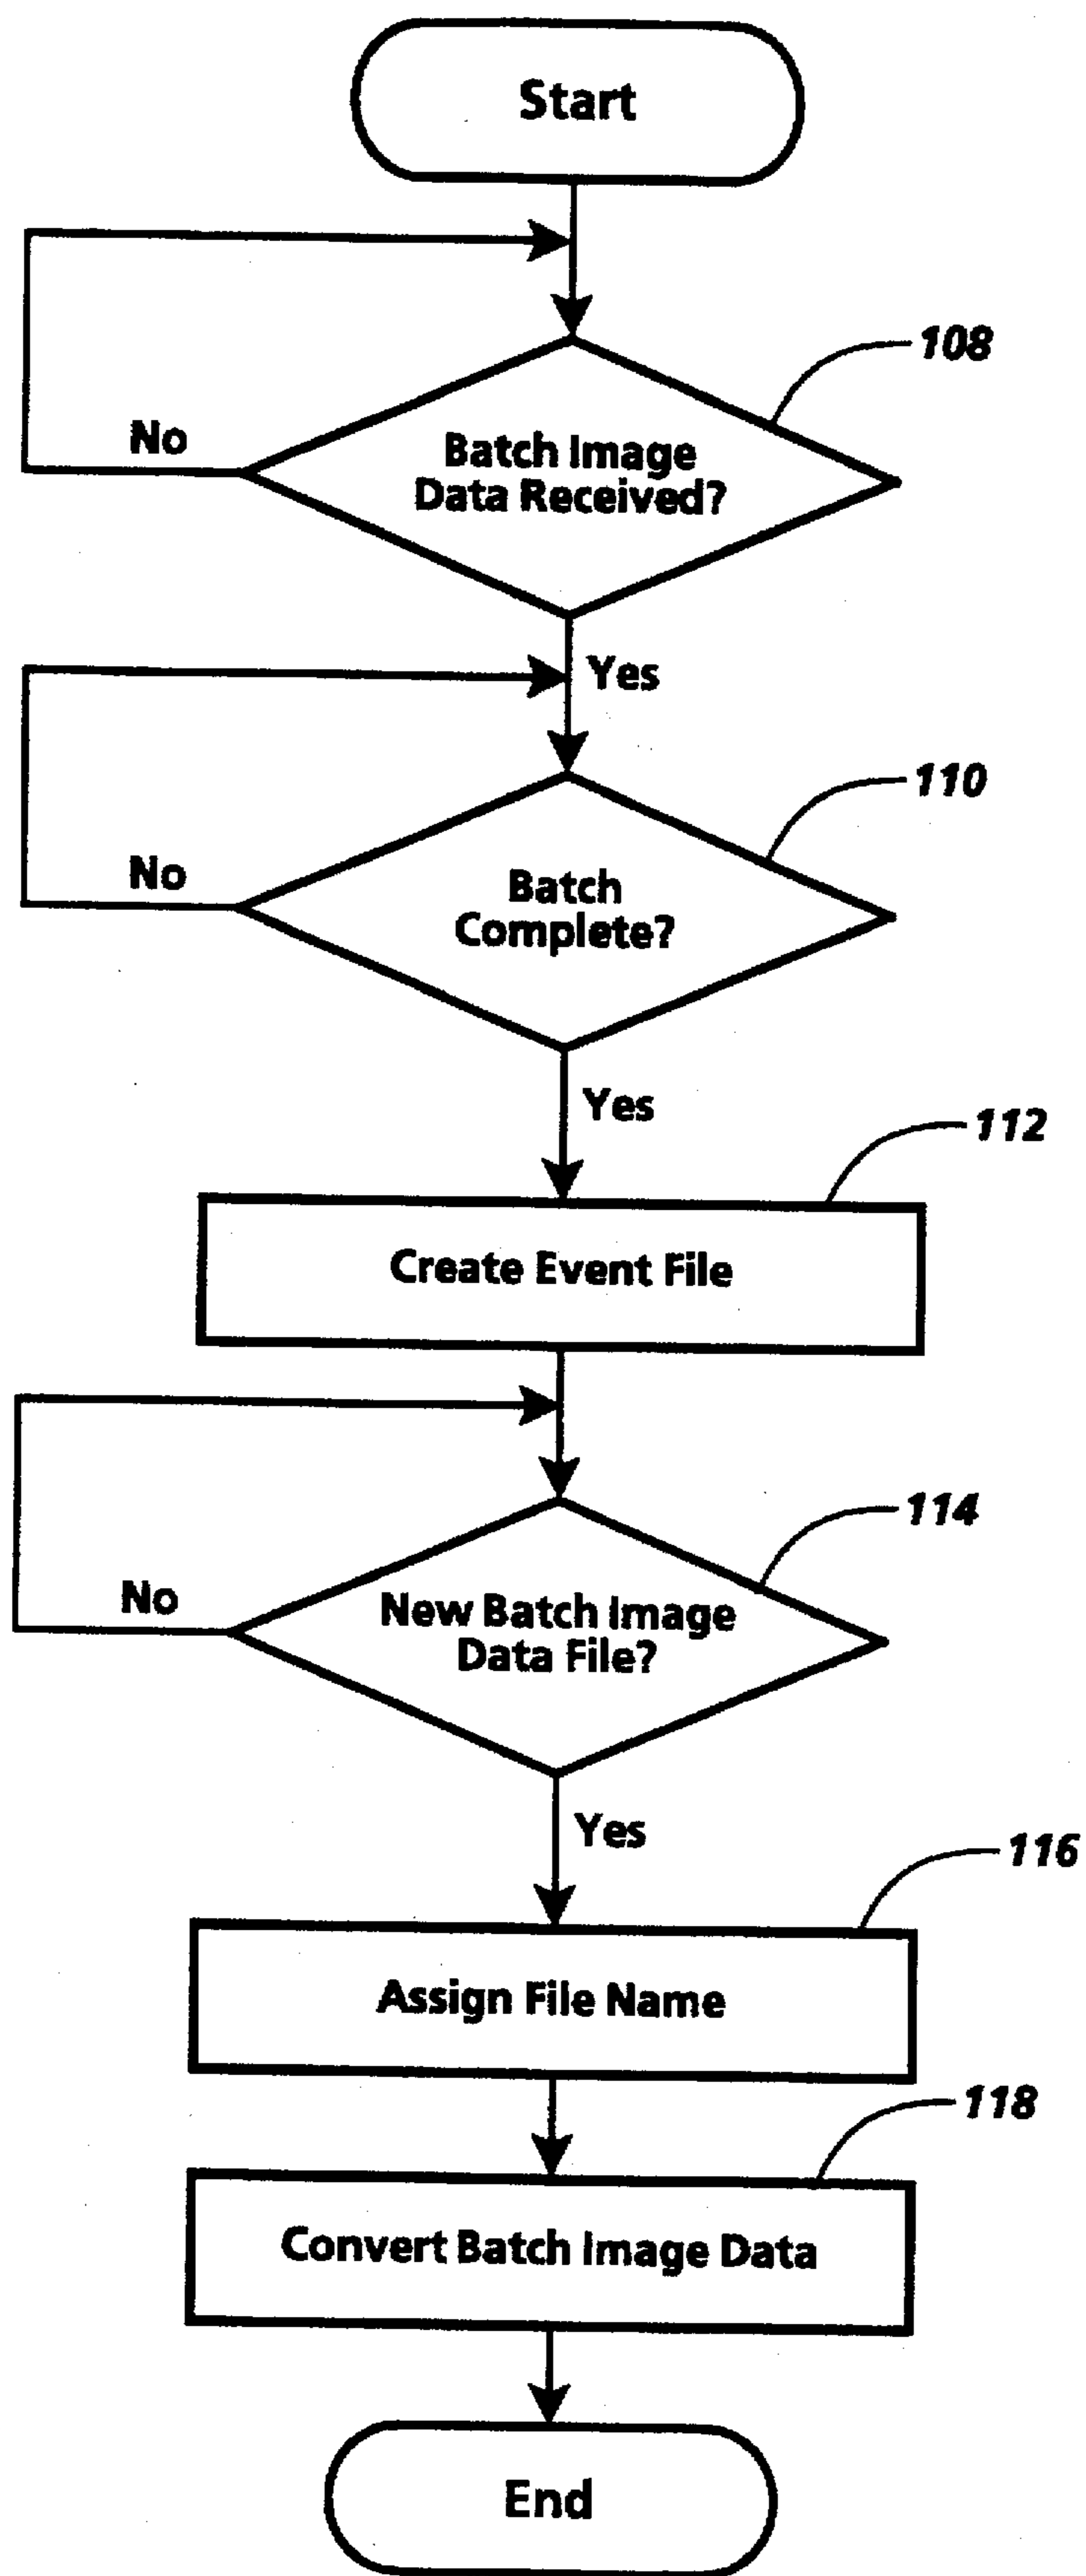 Start
108
No
Batch Image
Data Received?
Yes
110
No
Batch
Complete?
Yes
112
Create Event File
114
No
New Batch Image
Data File?
Yes
116
Assign File Name
118
Convert Batch Image Data
End